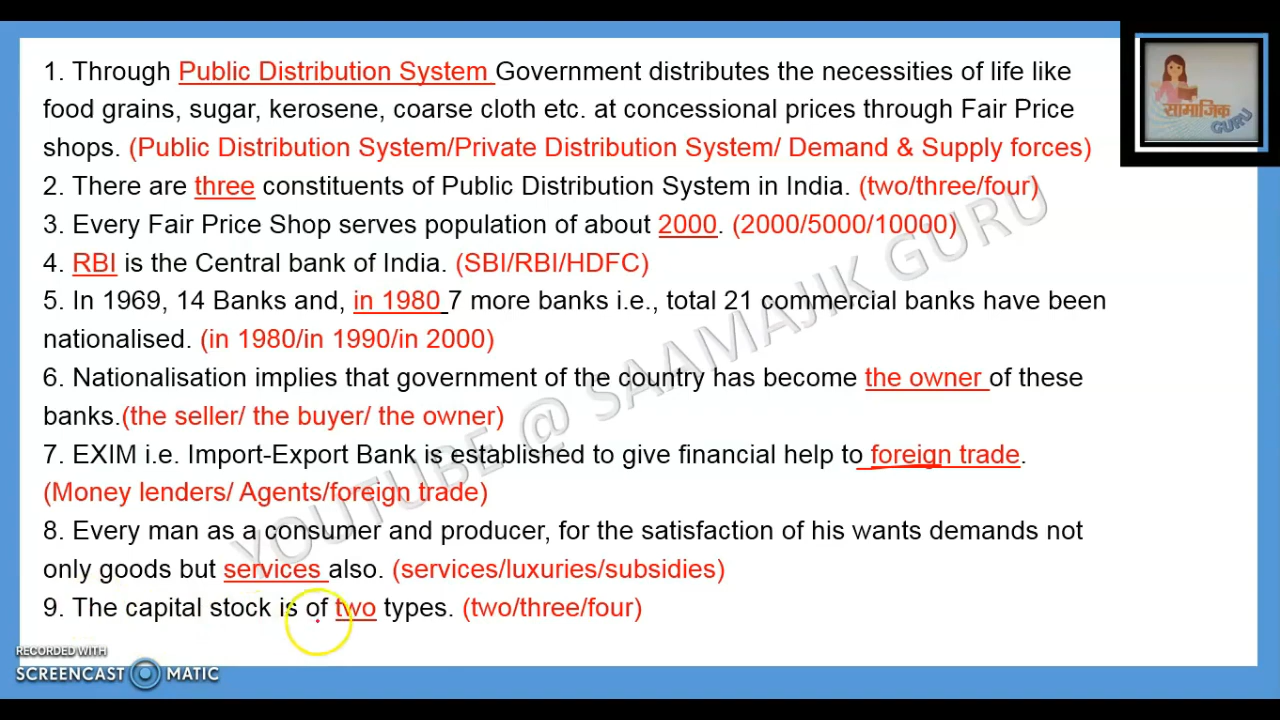 1. Through Public Distribution System Government distributes the necessities of life like
food grains, sugar, kerosene, coarse cloth etc. at concessional prices through Fair Price
shops. (Public Distribution System/Private Distribution System/ Demand & Supply forces)
2. There are three constituents of Public Distribution System in India. (two/three/four)
3. Every Fair Price Shop serves population of about 2000. (2000/5000/10000)
4. RBI is the Central bank of India. (SBI/RBI/HDFC)
5. In 1969, 14 Banks and, in 1980 7 more banks i.e., total 21 commercial banks have been
nationalised. (in 1980/in 1990/in 2000)
6. Nationalisation implies that government of the country has become the owner of these
banks.(the seller/ the buyer/ the owner)
7. EXIM i.e. Import-Export Bank is established to give financial help to foreign trade.
(Money lenders/ Agents/foreign trade)
8. Every man as a consumer and producer, for the satisfaction of his wants demands not
only goods but services also. (services/luxuries/subsidies)
9. The capital stock is of two types. (two/three/four)
YOUTUBE @ SAAMAJIK GURU
सामाजिक
GURU
RECORDED WITH
SCREENCAST MATIC